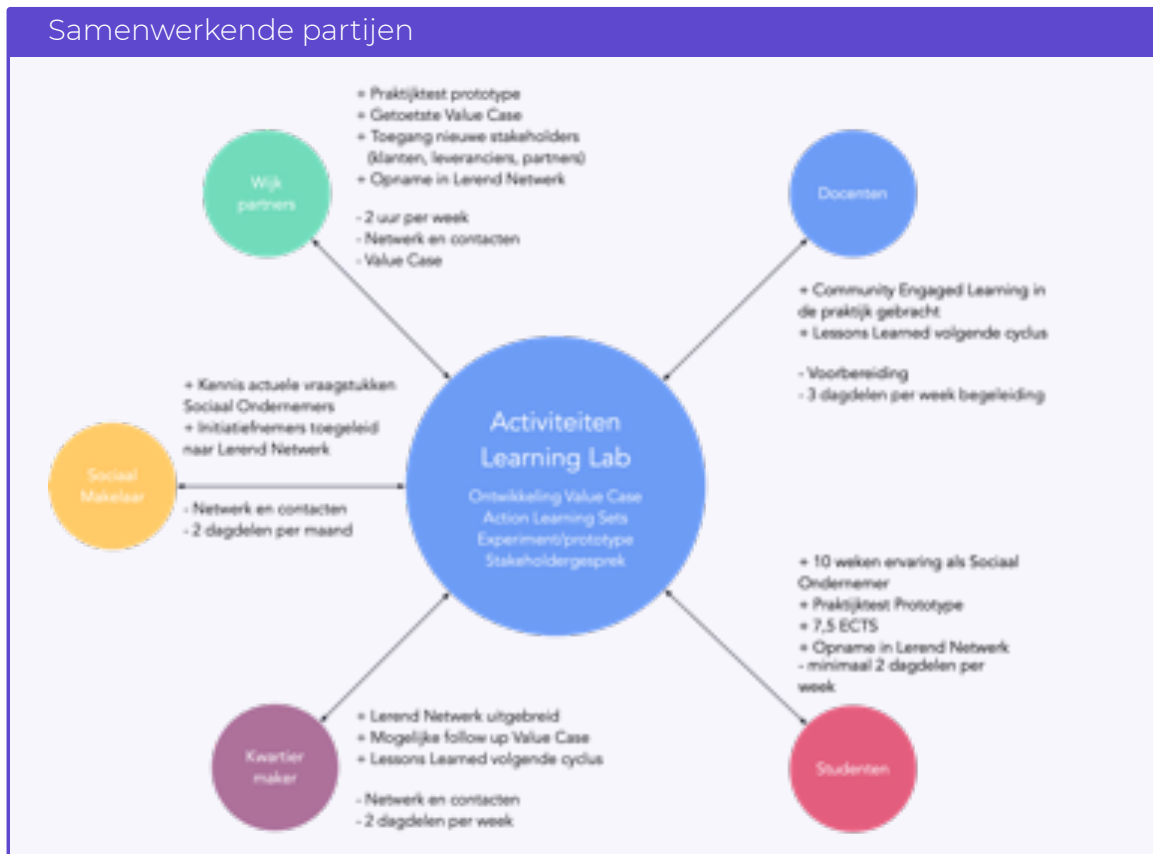 Samenwerkende partijen
Wijk
partners
+ Praktijktest prototype
+ Getoetste Value Case
+ Toegang nieuwe stakeholders
(klanten, leveranciers, partners)
+ Opname in Lerend Netwerk
- 2 uur per week
- Netwerk en contacten
- Value Case
Docenten
+ Community Engaged Learning in
de praktijk gebracht
+ Lessons Learned volgende cyclus
- Voorbereiding
- 3 dagdelen per week begeleiding
Sociaal
Makelaar
+ Kennis actuele vraagstukken
Sociaal Ondernemers
+ Initiatiefnemers toegeleid
naar Lerend Netwerk
- Netwerk en contacten
- 2 dagdelen per maand
Activiteiten
Learning Lab
Ontwikkeling Value Case
Action Learning Sets
Experiment/prototype
Stakeholdergesprek
Kwartier
maker
+ Lerend Netwerk uitgebreid
+ Mogelijke follow up Value Case
+ Lessons Learned volgende cyclus
- Netwerk en contacten
- 2 dagdelen per week
+ 10 weken ervaring als Sociaal
Ondernemer
+ Praktijktest Prototype
+ 7,5 ECTS
+ Opname in Lerend Netwerk
- minimaal 2 dagdelen per
week
Studenten